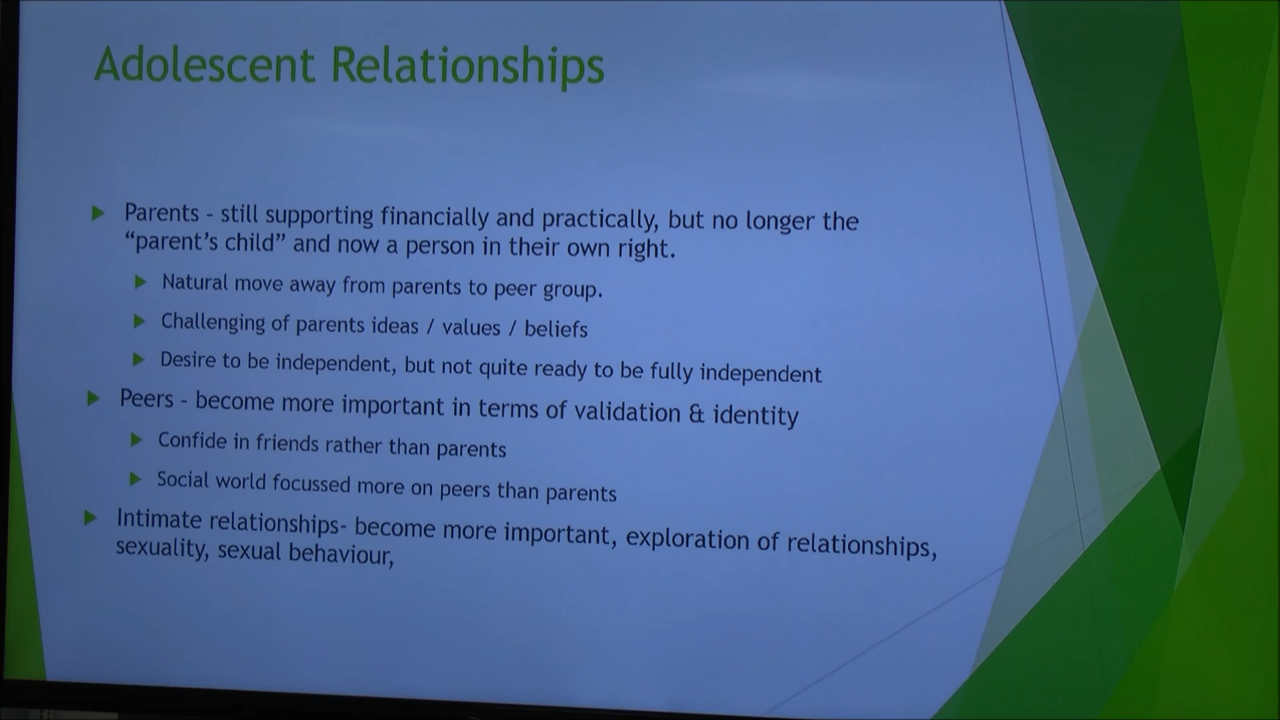 Adolescent Relationships
Parents - still supporting financially and practically, but no longer the
“parent’s child” and now a person in their own right.
Natural move away from parents to peer group.
Challenging of parents ideas / values / beliefs
Desire to be independent, but not quite ready to be fully independent
Peers - become more important in terms of validation & identity
Confide in friends rather than parents
Social world focussed more on peers than parents
Intimate relationships- become more important, exploration of relationships,
sexuality, sexual behaviour,